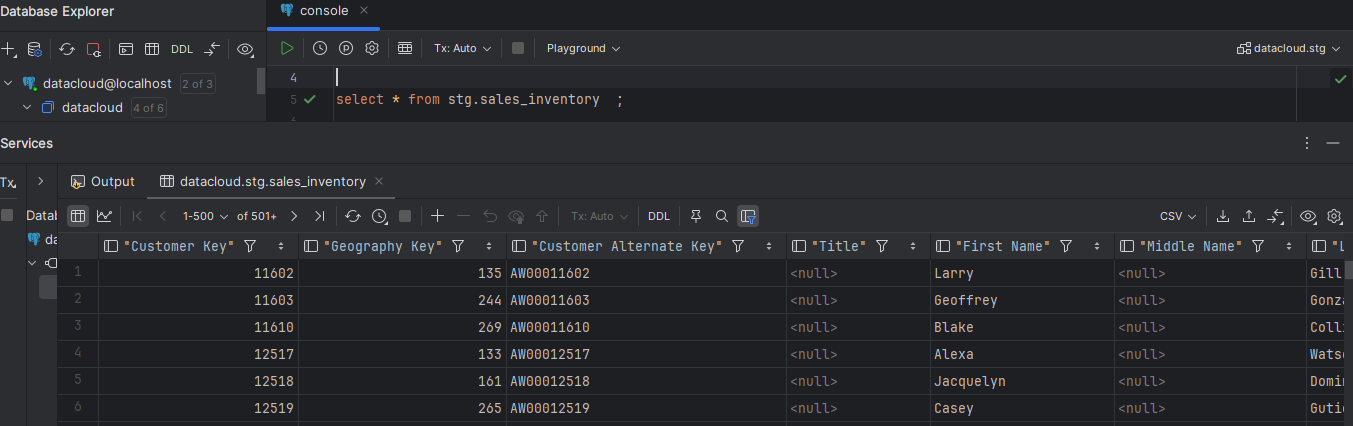 Database Explorer
console
DDL
Tx: Auto
Playground
datacloud.stg
datacloud@localhost 2 of 3
datacloud 4 of 6
4
5 select * from stg.sales_inventory ;
Services
Tx
Output
datacloud.stg.sales_inventory
Datab
da
1-500 of 501+
Tx: Auto
DDL
CSV
"Customer Key" "Geography Key" "Customer Alternate Key" "Title" "First Name" "Middle Name" "L
1 11602 135 AW00011602 <null> Larry <null> Gill
2 11603 244 AW00011603 <null> Geoffrey <null> Gonza
3 11610 269 AW00011610 <null> Blake <null> Colli
4 12517 133 AW00012517 <null> Alexa <null> Watso
5 12518 161 AW00012518 <null> Jacquelyn <null> Domin
6 12519 265 AW00012519 <null> Casey <null> Gutie